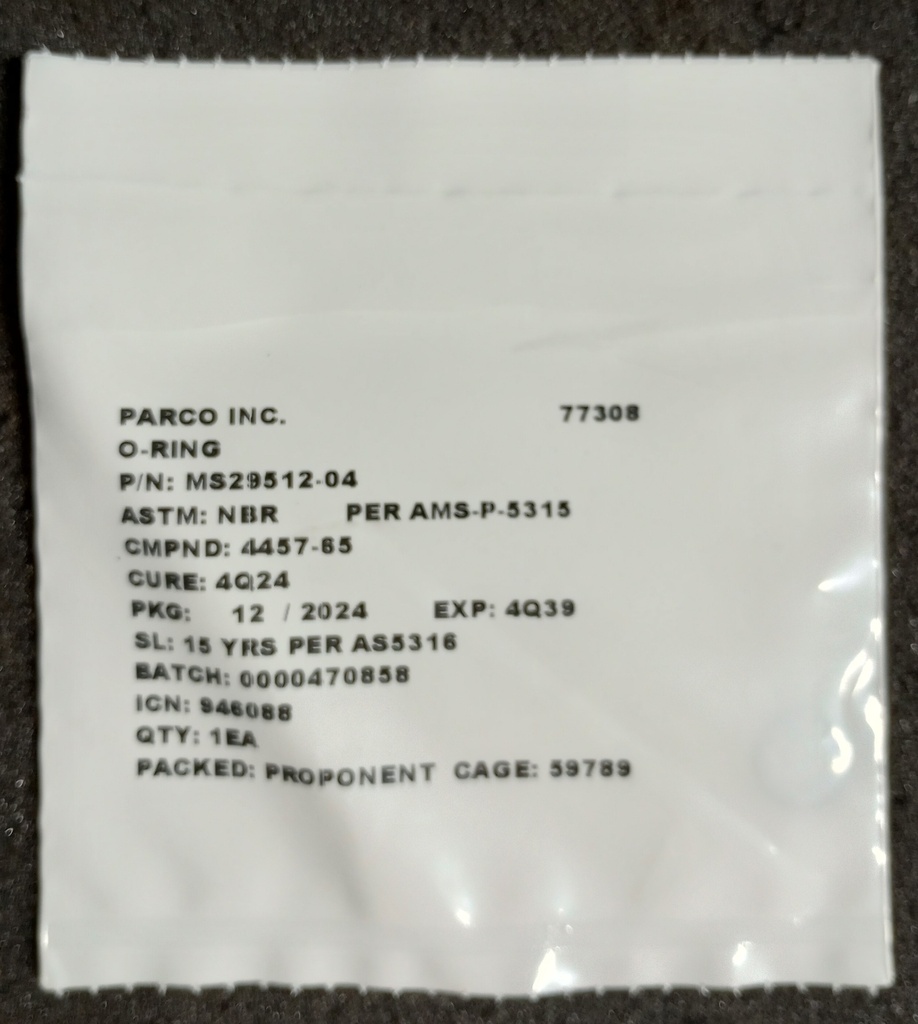 PARCO INC. 77308
O-RING
P/N: MS29512-04
ASTM: NBR PER AMS-P-5315
CMPND: 4457-65
CURE: 4Q24
PKG: 12 / 2024 EXP: 4Q39
SL: 15 YRS PER AS5316
BATCH: 0000470858
ICN: 946088
QTY: 1EA
PACKED: PROPONENT CAGE: 59789